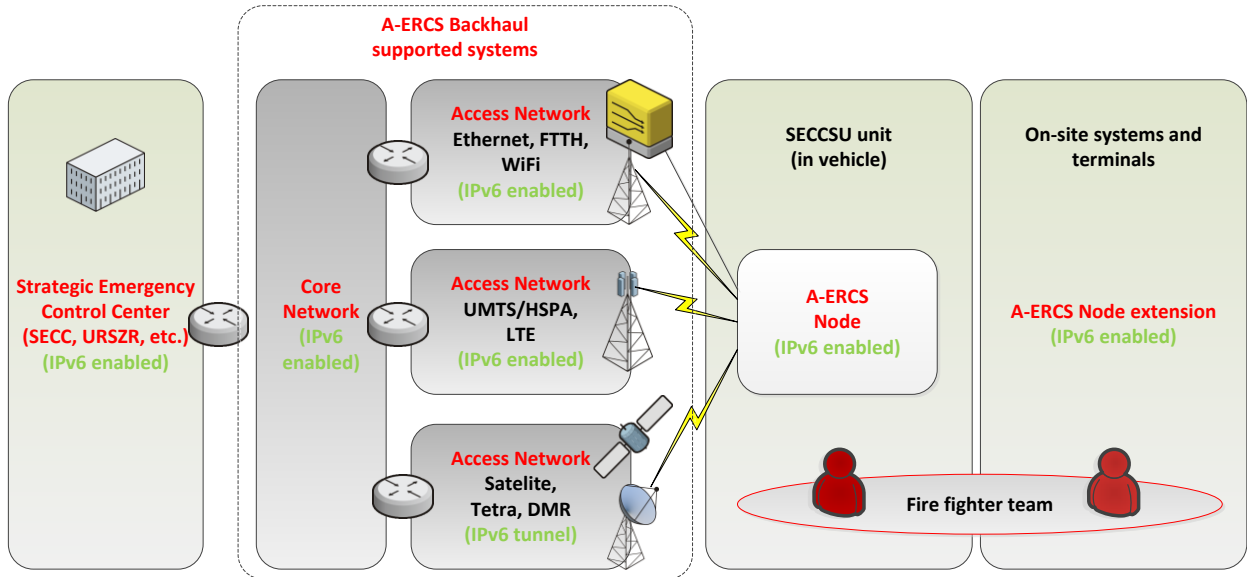 A-ERCS Backhaul
supported systems
Strategic Emergency
Control Center
(SECC, URSZR, etc.)
(IPv6 enabled)
Core
Network
(IPv6
enabled)
Access Network
Ethernet, FTTH,
WiFi
(IPv6 enabled)
Access Network
UMTS/HSPA,
LTE
(IPv6 enabled)
Access Network
Satelite,
Tetra, DMR
(IPv6 tunnel)
SECCSU unit
(in vehicle)
A-ERCS
Node
(IPv6 enabled)
On-site systems and
terminals
A-ERCS Node extension
(IPv6 enabled)
Fire fighter team